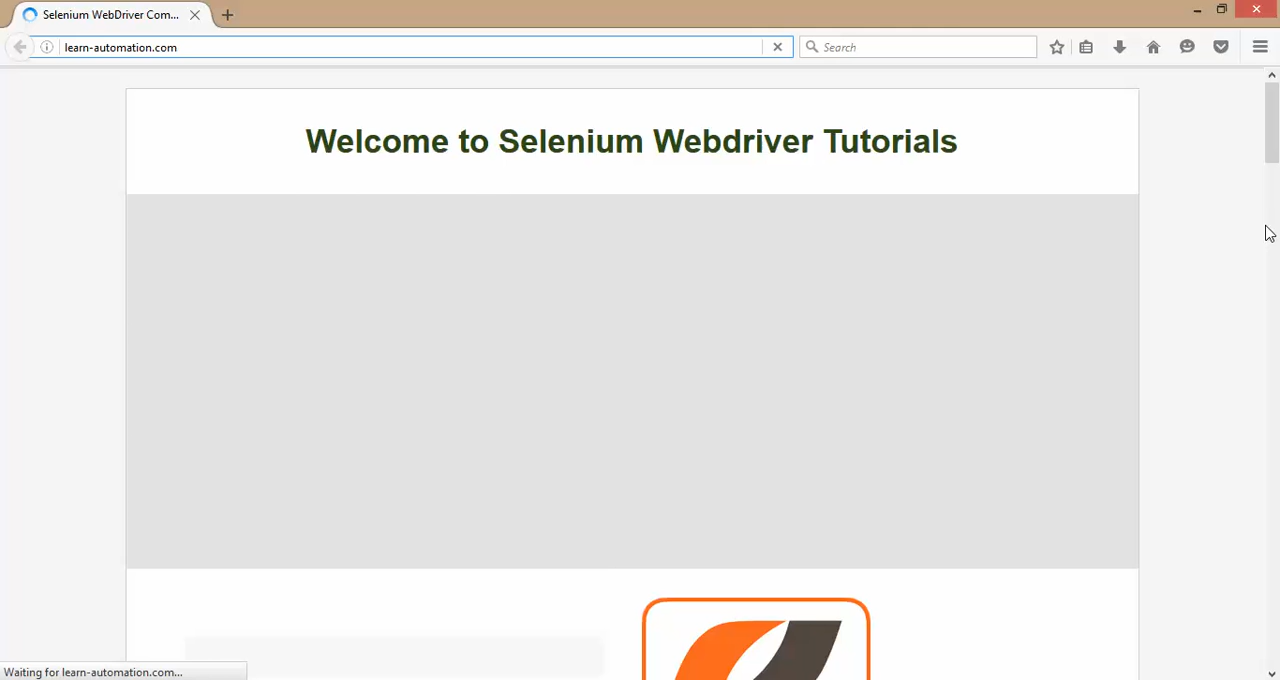 Selenium WebDriver Com...
learn-automation.com
Search
Welcome to Selenium Webdriver Tutorials
Waiting for learn-automation.com...